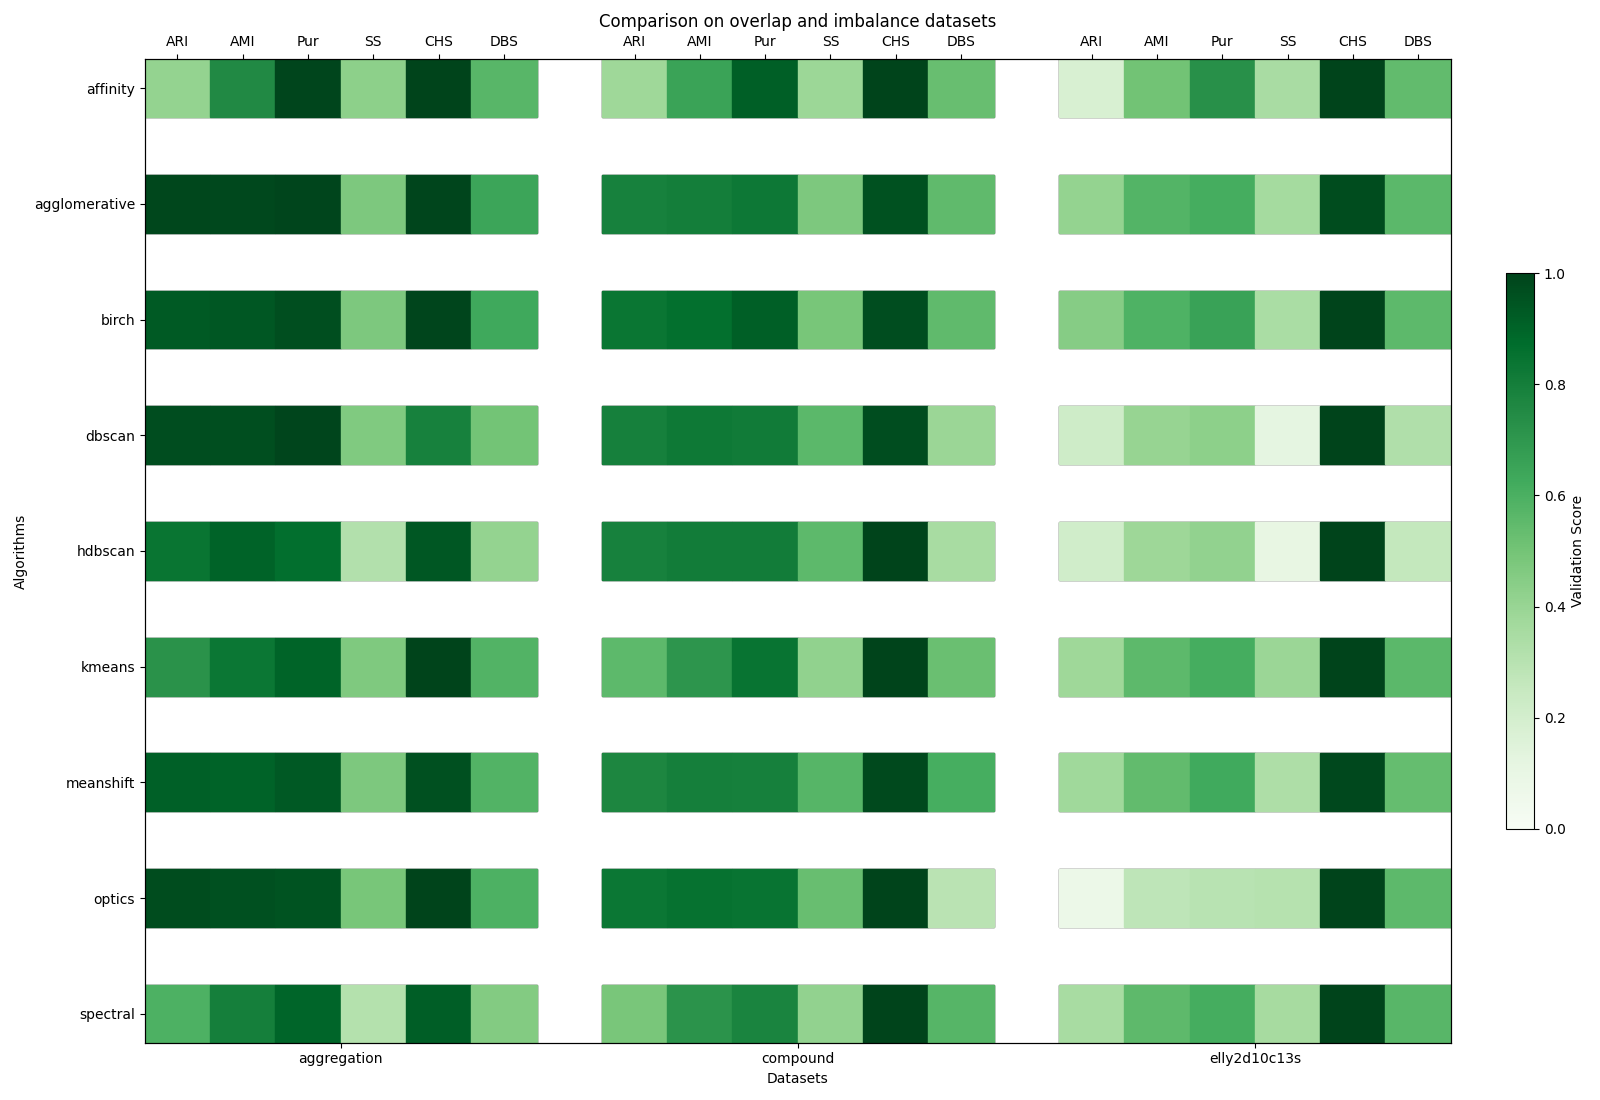 Comparison on overlap and imbalance datasets
ARI AMI Pur SS CHS DBS ARI AMI Pur SS CHS DBS ARI AMI Pur SS CHS DBS
affinity
agglomerative
birch
dbscan
hdbscan
kmeans
meanshift
optics
spectral
Algorithms
aggregation compound elly2d10c13s
Datasets
1.0
0.8
0.6
0.4
0.2
0.0
Validation Score